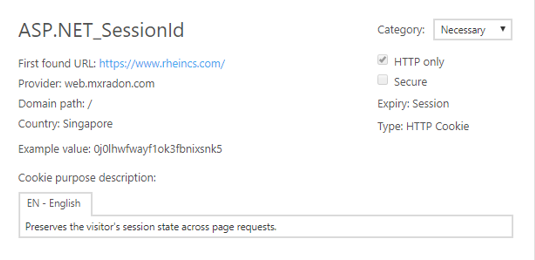 ASP.NET_SessionId
Category: Necessary
First found URL: https://www.rheincs.com/
HTTP only
Provider: web.mxradon.com
Secure
Domain path: /
Expiry: Session
Country: Singapore
Type: HTTP Cookie
Example value: 0j0lhwfwayf1ok3fbnixsnk5
Cookie purpose description:
EN - English
Preserves the visitor's session state across page requests.